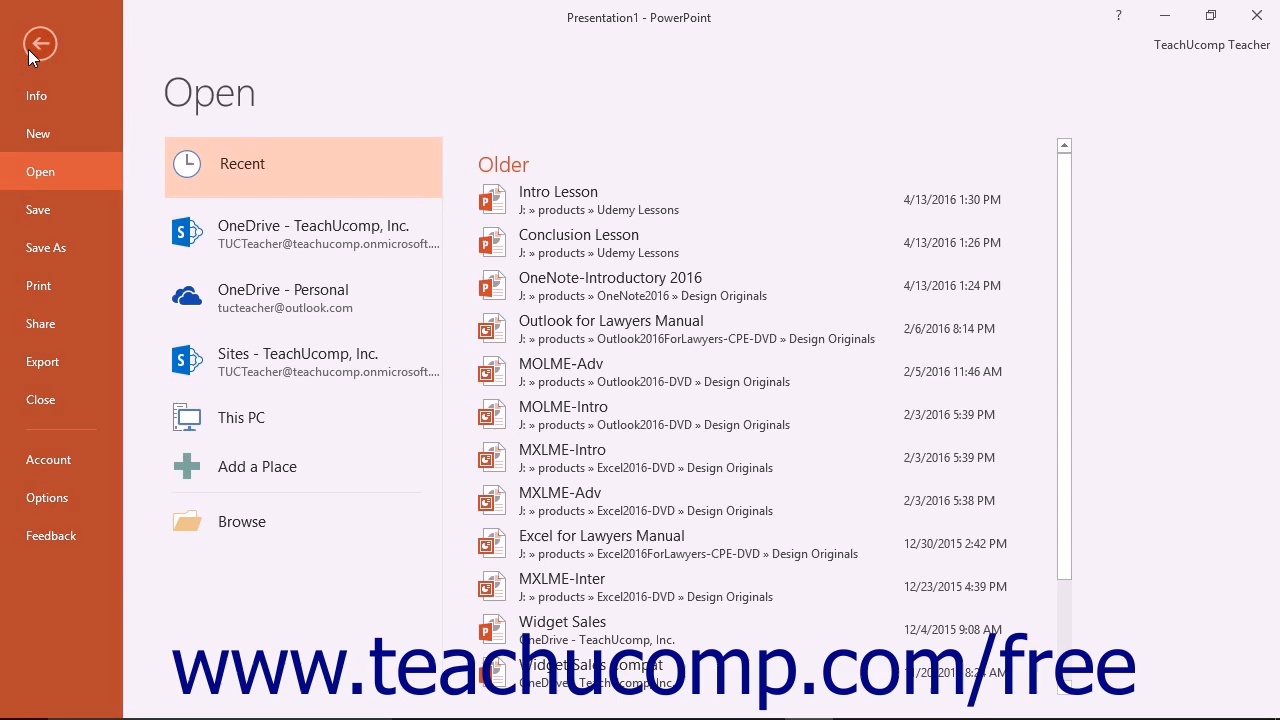 Presentation1 - PowerPoint
?
TeachUcomp Teacher
Info
New
Open
Save
Save As
Print
Share
Export
Close
Account
Options
Feedback
Open
Recent
OneDrive - TeachUcomp, Inc.
TUCTeacher@teachucomp.onmicrosoft....
OneDrive - Personal
tucteacher@outlook.com
Sites - TeachUcomp, Inc.
TUCTeacher@teachucomp.onmicrosoft....
This PC
Add a Place
Browse
Older
Intro Lesson
J: » products » Udemy Lessons
4/13/2016 1:30 PM
Conclusion Lesson
J: » products » Udemy Lessons
4/13/2016 1:26 PM
OneNote-Introductory 2016
J: » products » OneNote2016 » Design Originals
4/13/2016 1:24 PM
Outlook for Lawyers Manual
J: » products » Outlook2016ForLawyers-CPE-DVD » Design Originals
2/6/2016 8:14 PM
MOLME-Adv
J: » products » Outlook2016-DVD » Design Originals
2/5/2016 11:46 AM
MOLME-Intro
J: » products » Outlook2016-DVD » Design Originals
2/3/2016 5:39 PM
MXLME-Intro
J: » products » Excel2016-DVD » Design Originals
2/3/2016 5:39 PM
MXLME-Adv
J: » products » Excel2016-DVD » Design Originals
2/3/2016 5:38 PM
Excel for Lawyers Manual
J: » products » Excel2016ForLawyers-CPE-DVD » Design Originals
12/30/2015 2:42 PM
MXLME-Inter
J: » products » Excel2016-DVD » Design Originals
12/23/2015 4:39 PM
Widget Sales
OneDrive - TeachUcomp, Inc.
12/4/2015 9:08 AM
Widget Sales Compat
OneDrive - TeachUcomp, Inc.
8:24 AM
www.teachucomp.com/free